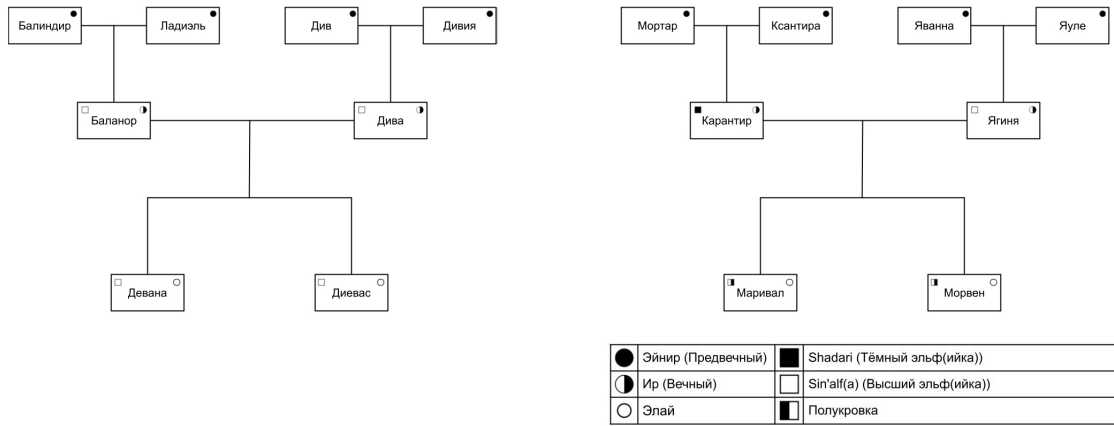 Балиндир
Ладиэль
Див
Дивия
Мортар
Ксантира
Яванна
Яуле
Баланор
Дива
Карантир
Ягиня
Девана
Диевас
Маривал
Морвен
Эйнир (Предвечный)
Shadari (Тёмный эльф(ийка))
Ир (Вечный)
Sin'alf(a) (Высший эльф(ийка))
Элай
Полукровка